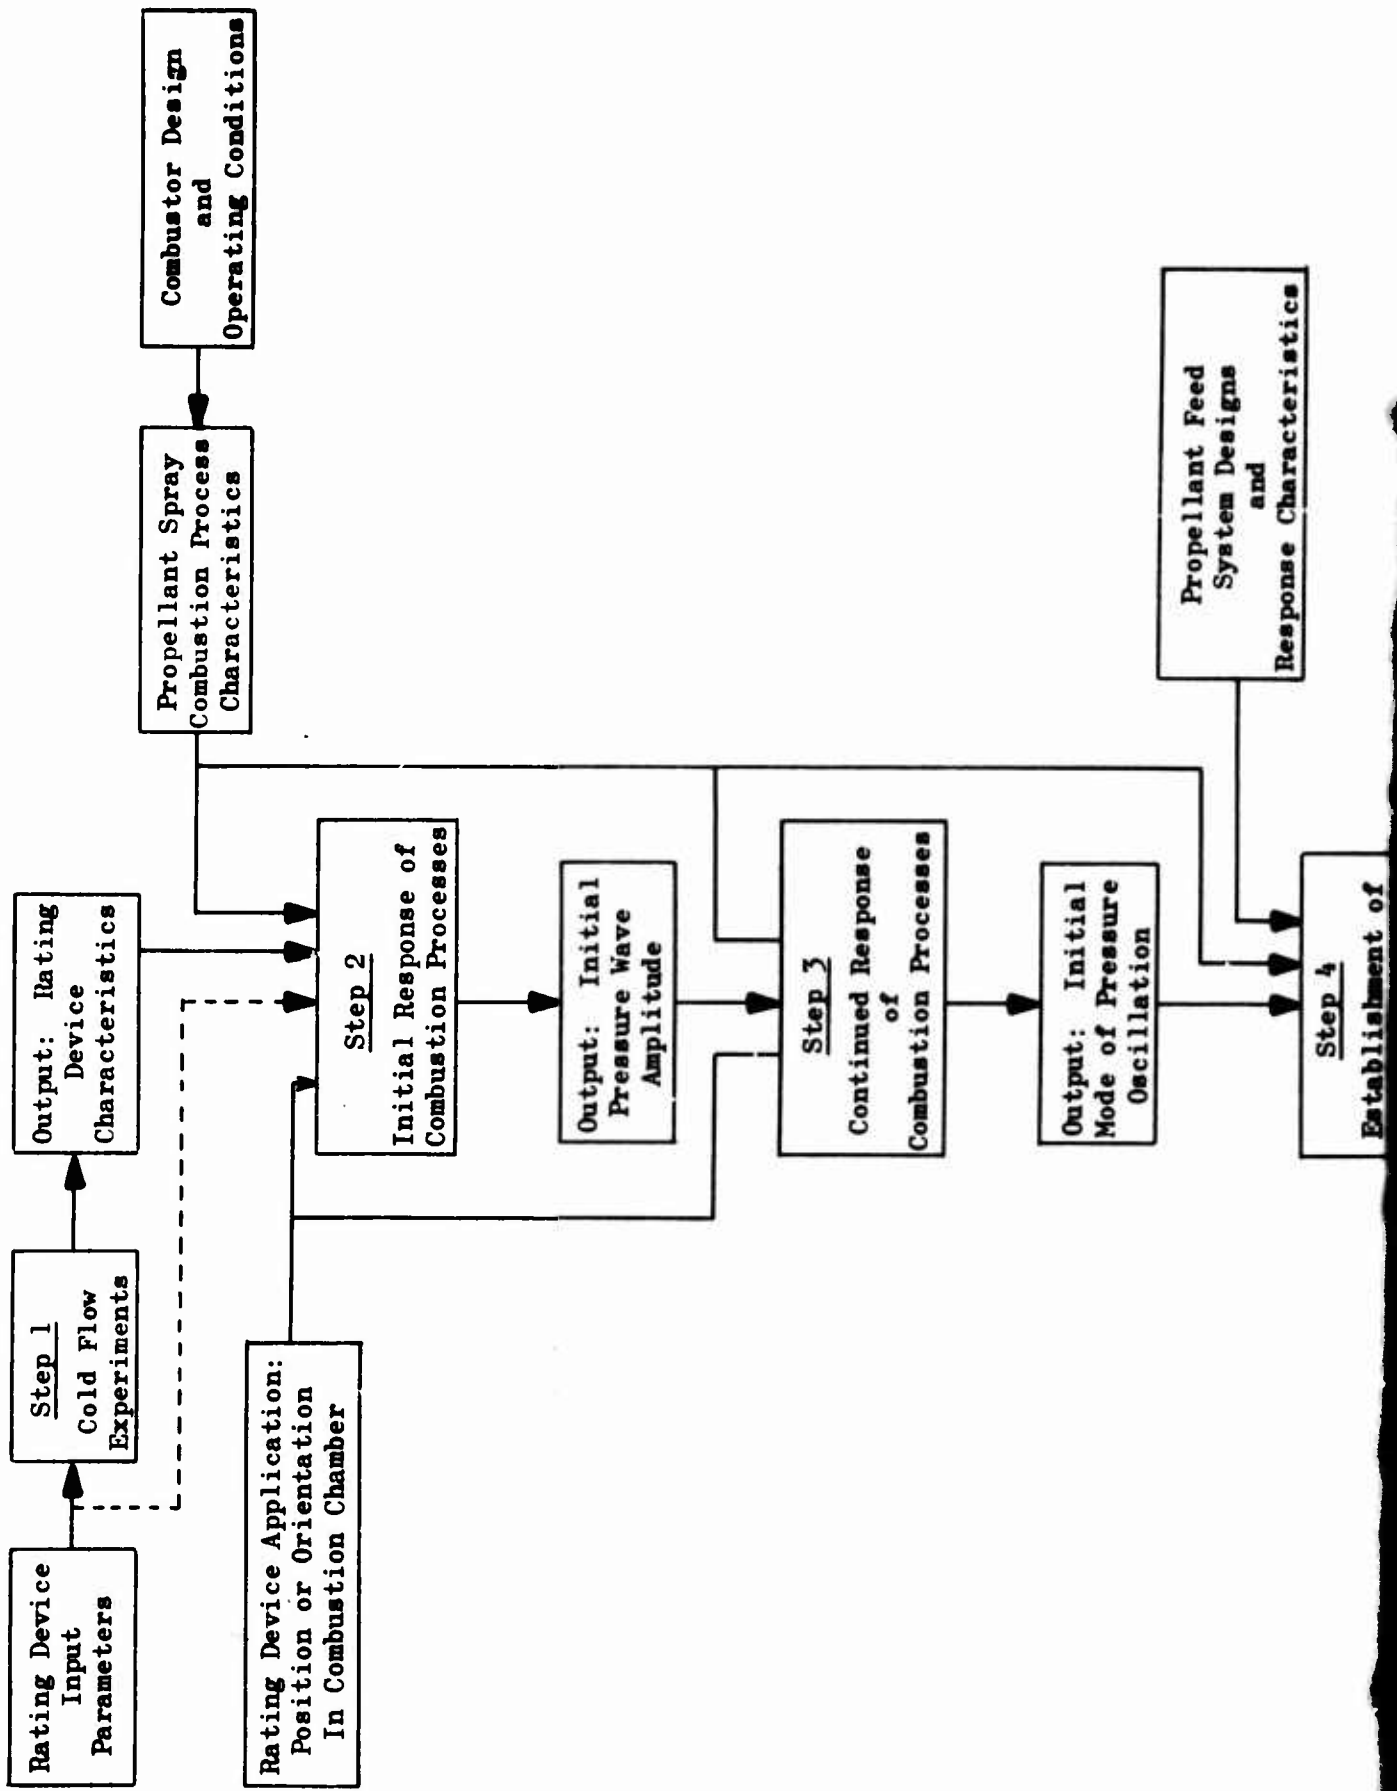 Rating Device
Input
Parameters
Step 1
Cold Flow
Experiments
Output: Rating
Device
Characteristics
Propellant Spray
Combustion Process
Characteristics
Combustor Design
and
Operating Conditions
Rating Device Application:
Position or Orientation
In Combustion Chamber
Step 2
Initial Response of
Combustion Processes
Output: Initial
Pressure Wave
Amplitude
Step 3
Continued Response
of
Combustion Processes
Output: Initial
Mode of Pressure
Oscillation
Propellant Feed
System Designs
and
Response Characteristics
Step 4
Establishment of